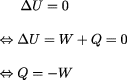 ΔU = 0
⇔ ΔU = W + Q = 0
⇔ Q = −W